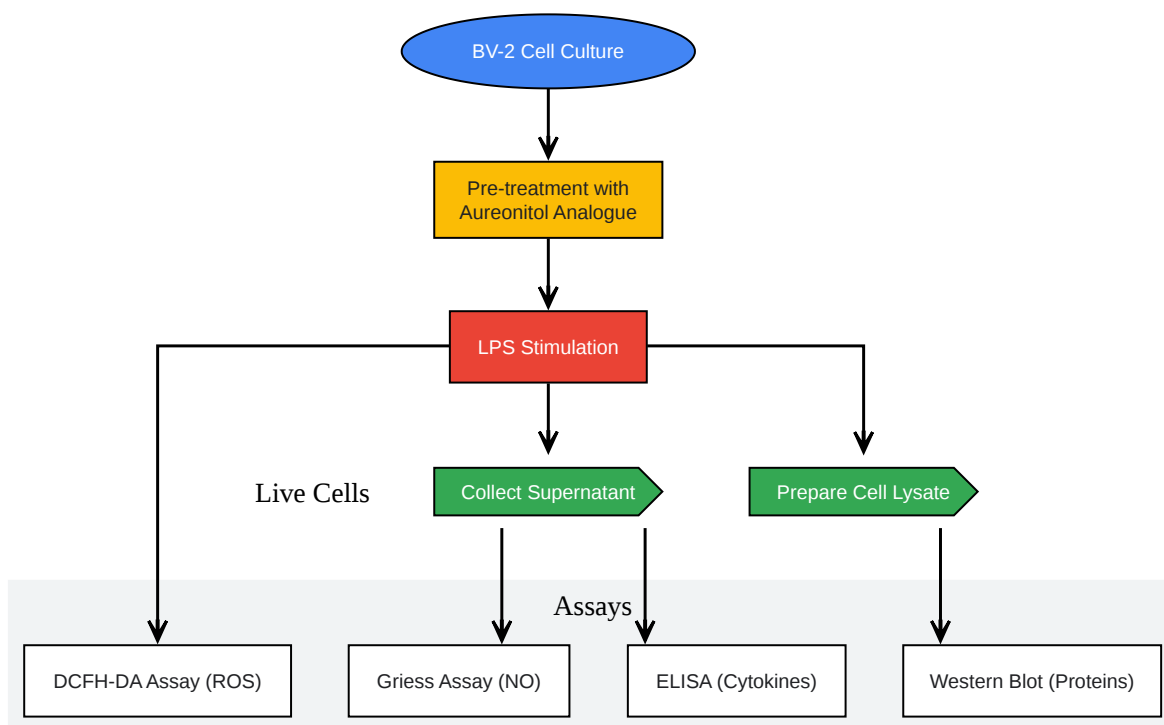 BV-2 Cell Culture
Pre-treatment with
Aureonitol Analogue
LPS Stimulation
Live Cells
Collect Supernatant
Prepare Cell Lysate
Assays
DCFH-DA Assay (ROS)
Griess Assay (NO)
ELISA (Cytokines)
Western Blot (Proteins)